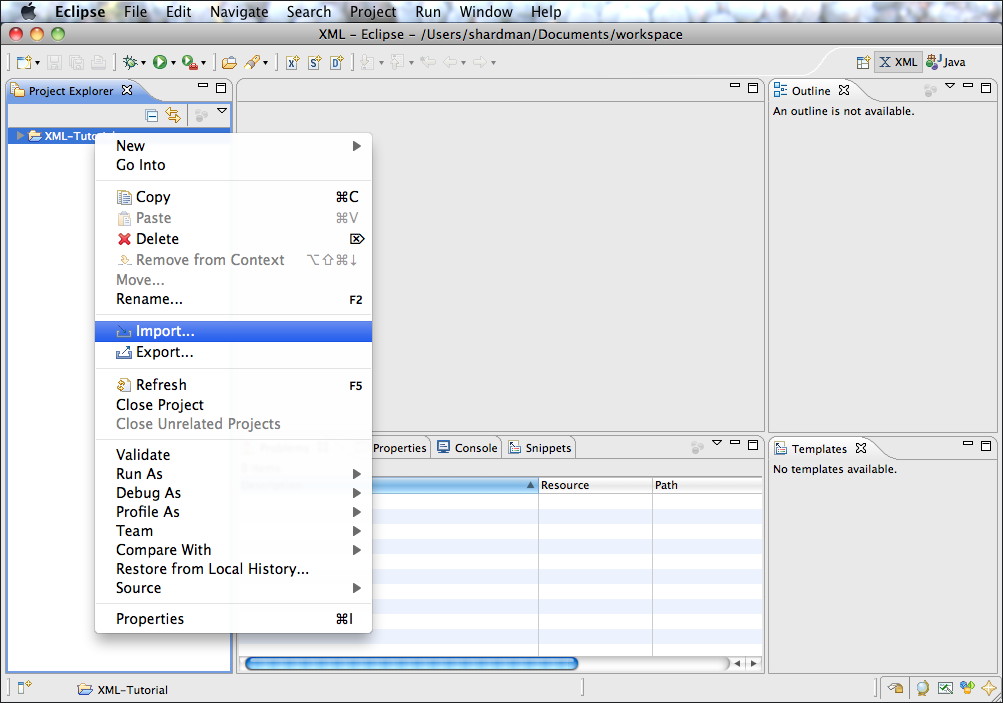 Eclipse File Edit Navigate Search Project Run Window Help
XML – Eclipse – /Users/shardman/Documents/workspace
XML Java
Project Explorer
XML-Tutorial
New
Go Into
Copy ⌘C
Paste ⌘V
Delete ⌦
Remove from Context ⌥⇧⌘↓
Move...
Rename... F2
Import...
Export...
Refresh F5
Close Project
Close Unrelated Projects
Validate
Run As
Debug As
Profile As
Team
Compare With
Restore from Local History...
Source
Properties ⌘I
Outline
An outline is not available.
Properties Console Snippets
Resource Path
Templates
No templates available.
XML-Tutorial